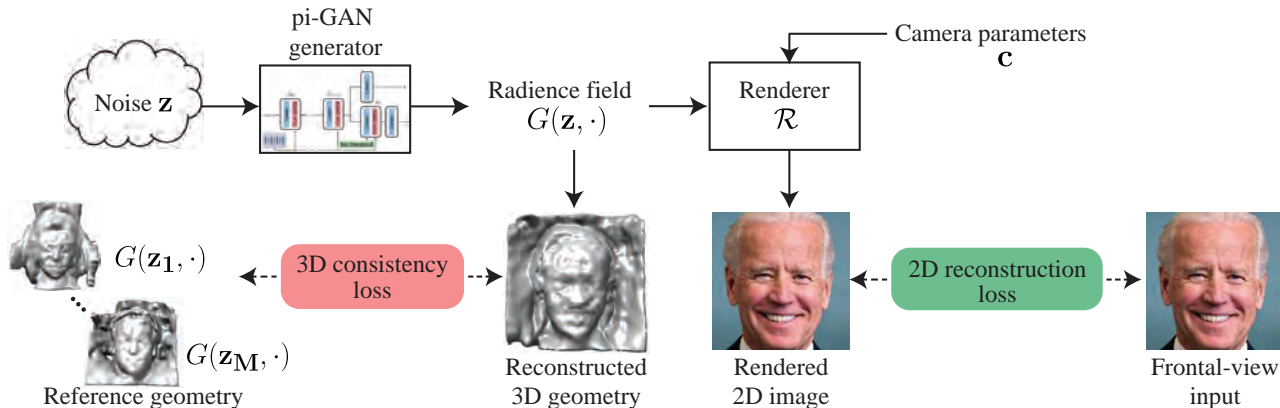 pi-GAN
generator
Noise z
Radience field
G(z, ·)
Renderer
R
Camera parameters
c
G(z₁, ·)
G(z_M, ·)
Reference geometry
3D consistency
loss
Reconstructed
3D geometry
Rendered
2D image
2D reconstruction
loss
Frontal-view
input